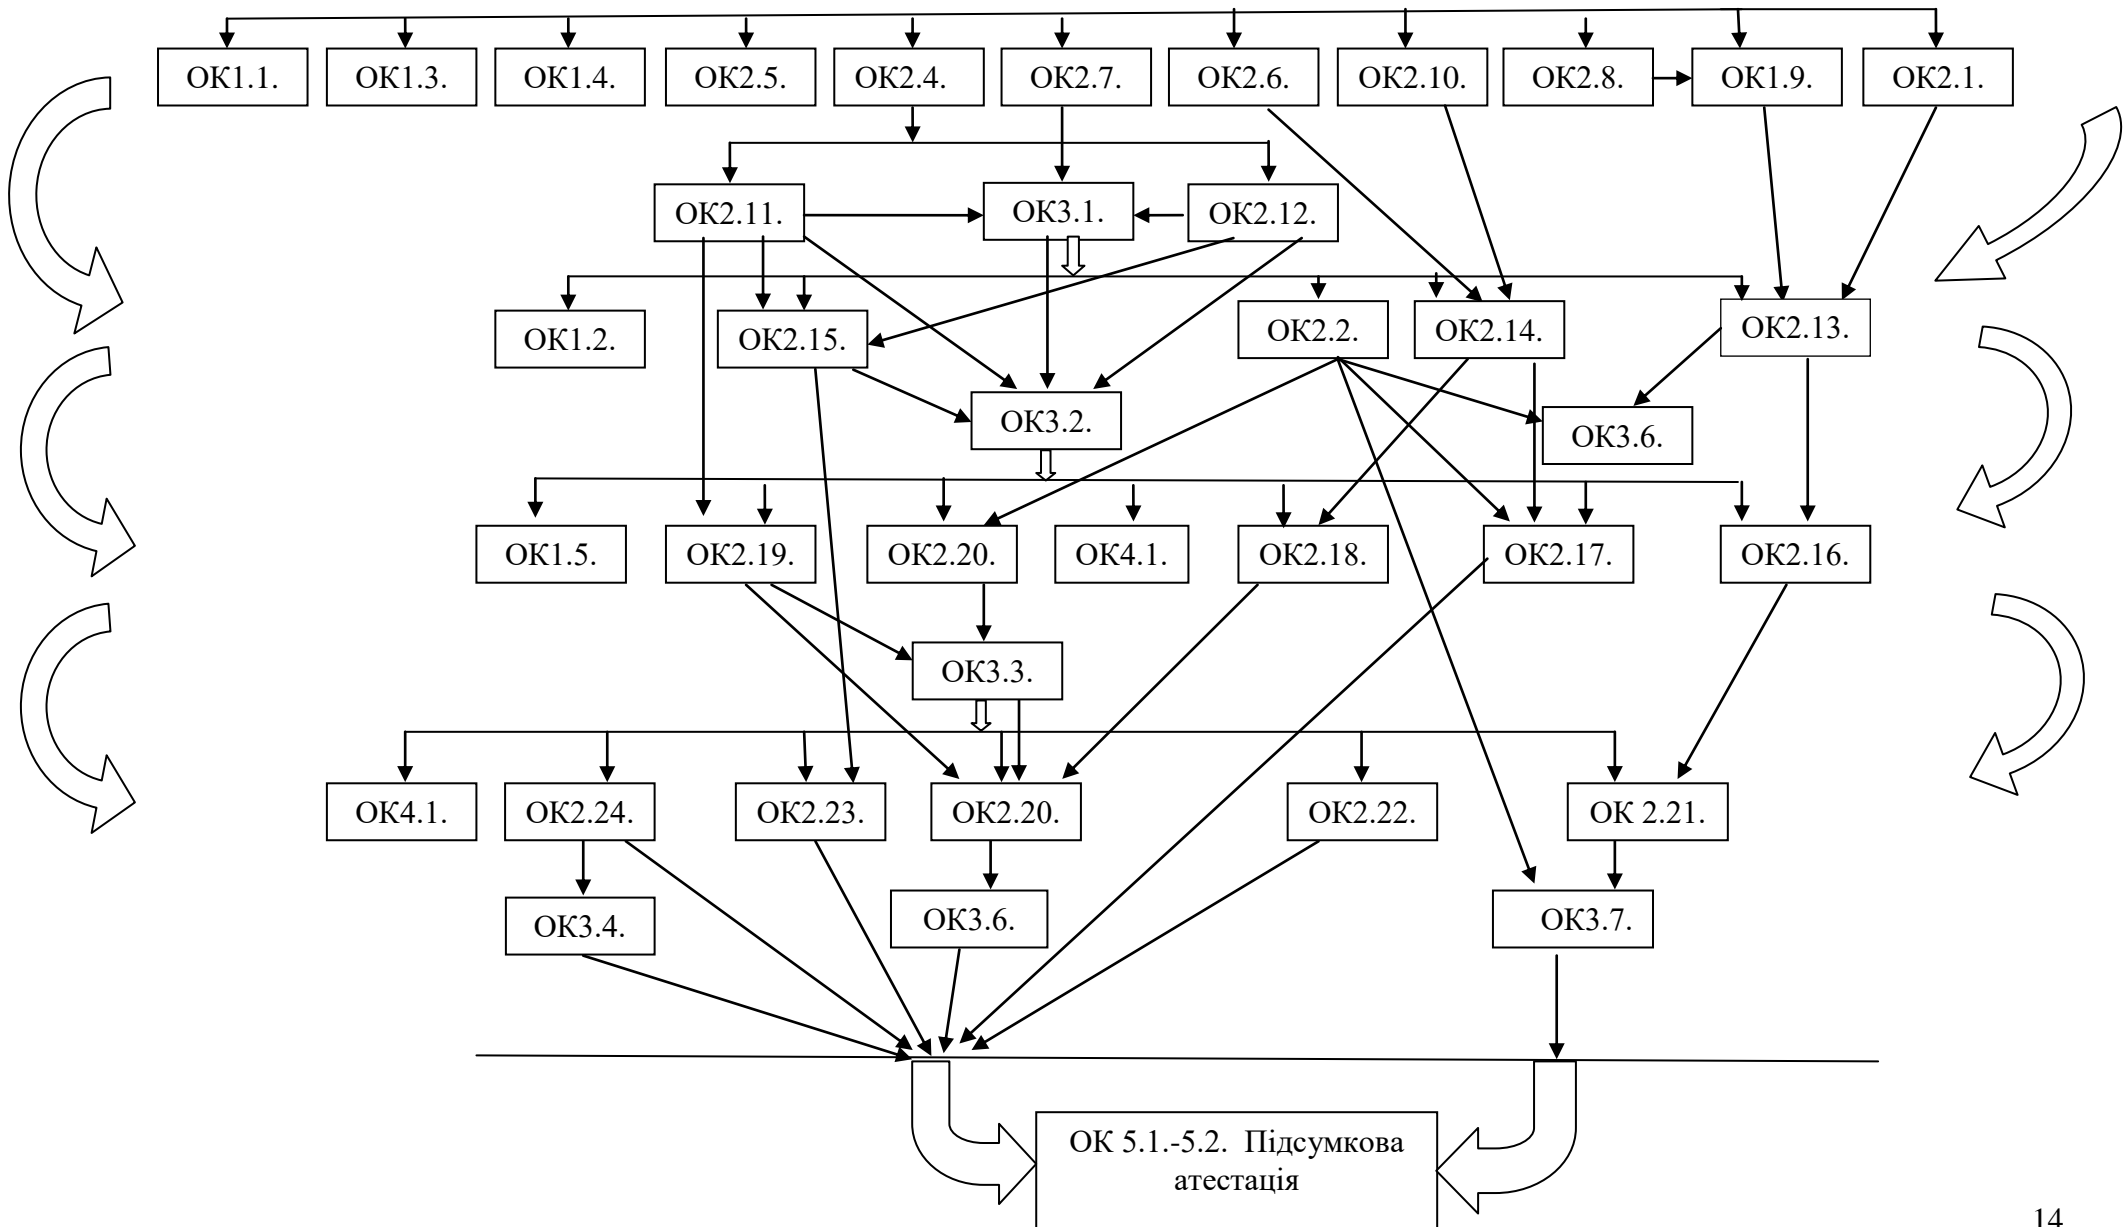 ОК1.1.
ОК1.3.
ОК1.4.
ОК2.5.
ОК2.4.
ОК2.7.
ОК2.6.
ОК2.10.
ОК2.8.
ОК1.9.
ОК2.1.
ОК2.11.
ОК3.1.
ОК2.12.
ОК1.2.
ОК2.15.
ОК2.2.
ОК2.14.
ОК2.13.
ОК3.2.
ОК3.6.
ОК1.5.
ОК2.19.
ОК2.20.
ОК4.1.
ОК2.18.
ОК2.17.
ОК2.16.
ОК3.3.
ОК4.1.
ОК2.24.
ОК2.23.
ОК2.20.
ОК2.22.
ОК 2.21.
ОК3.4.
ОК3.6.
ОК3.7.
ОК 5.1.-5.2. Підсумкова
атестація
14